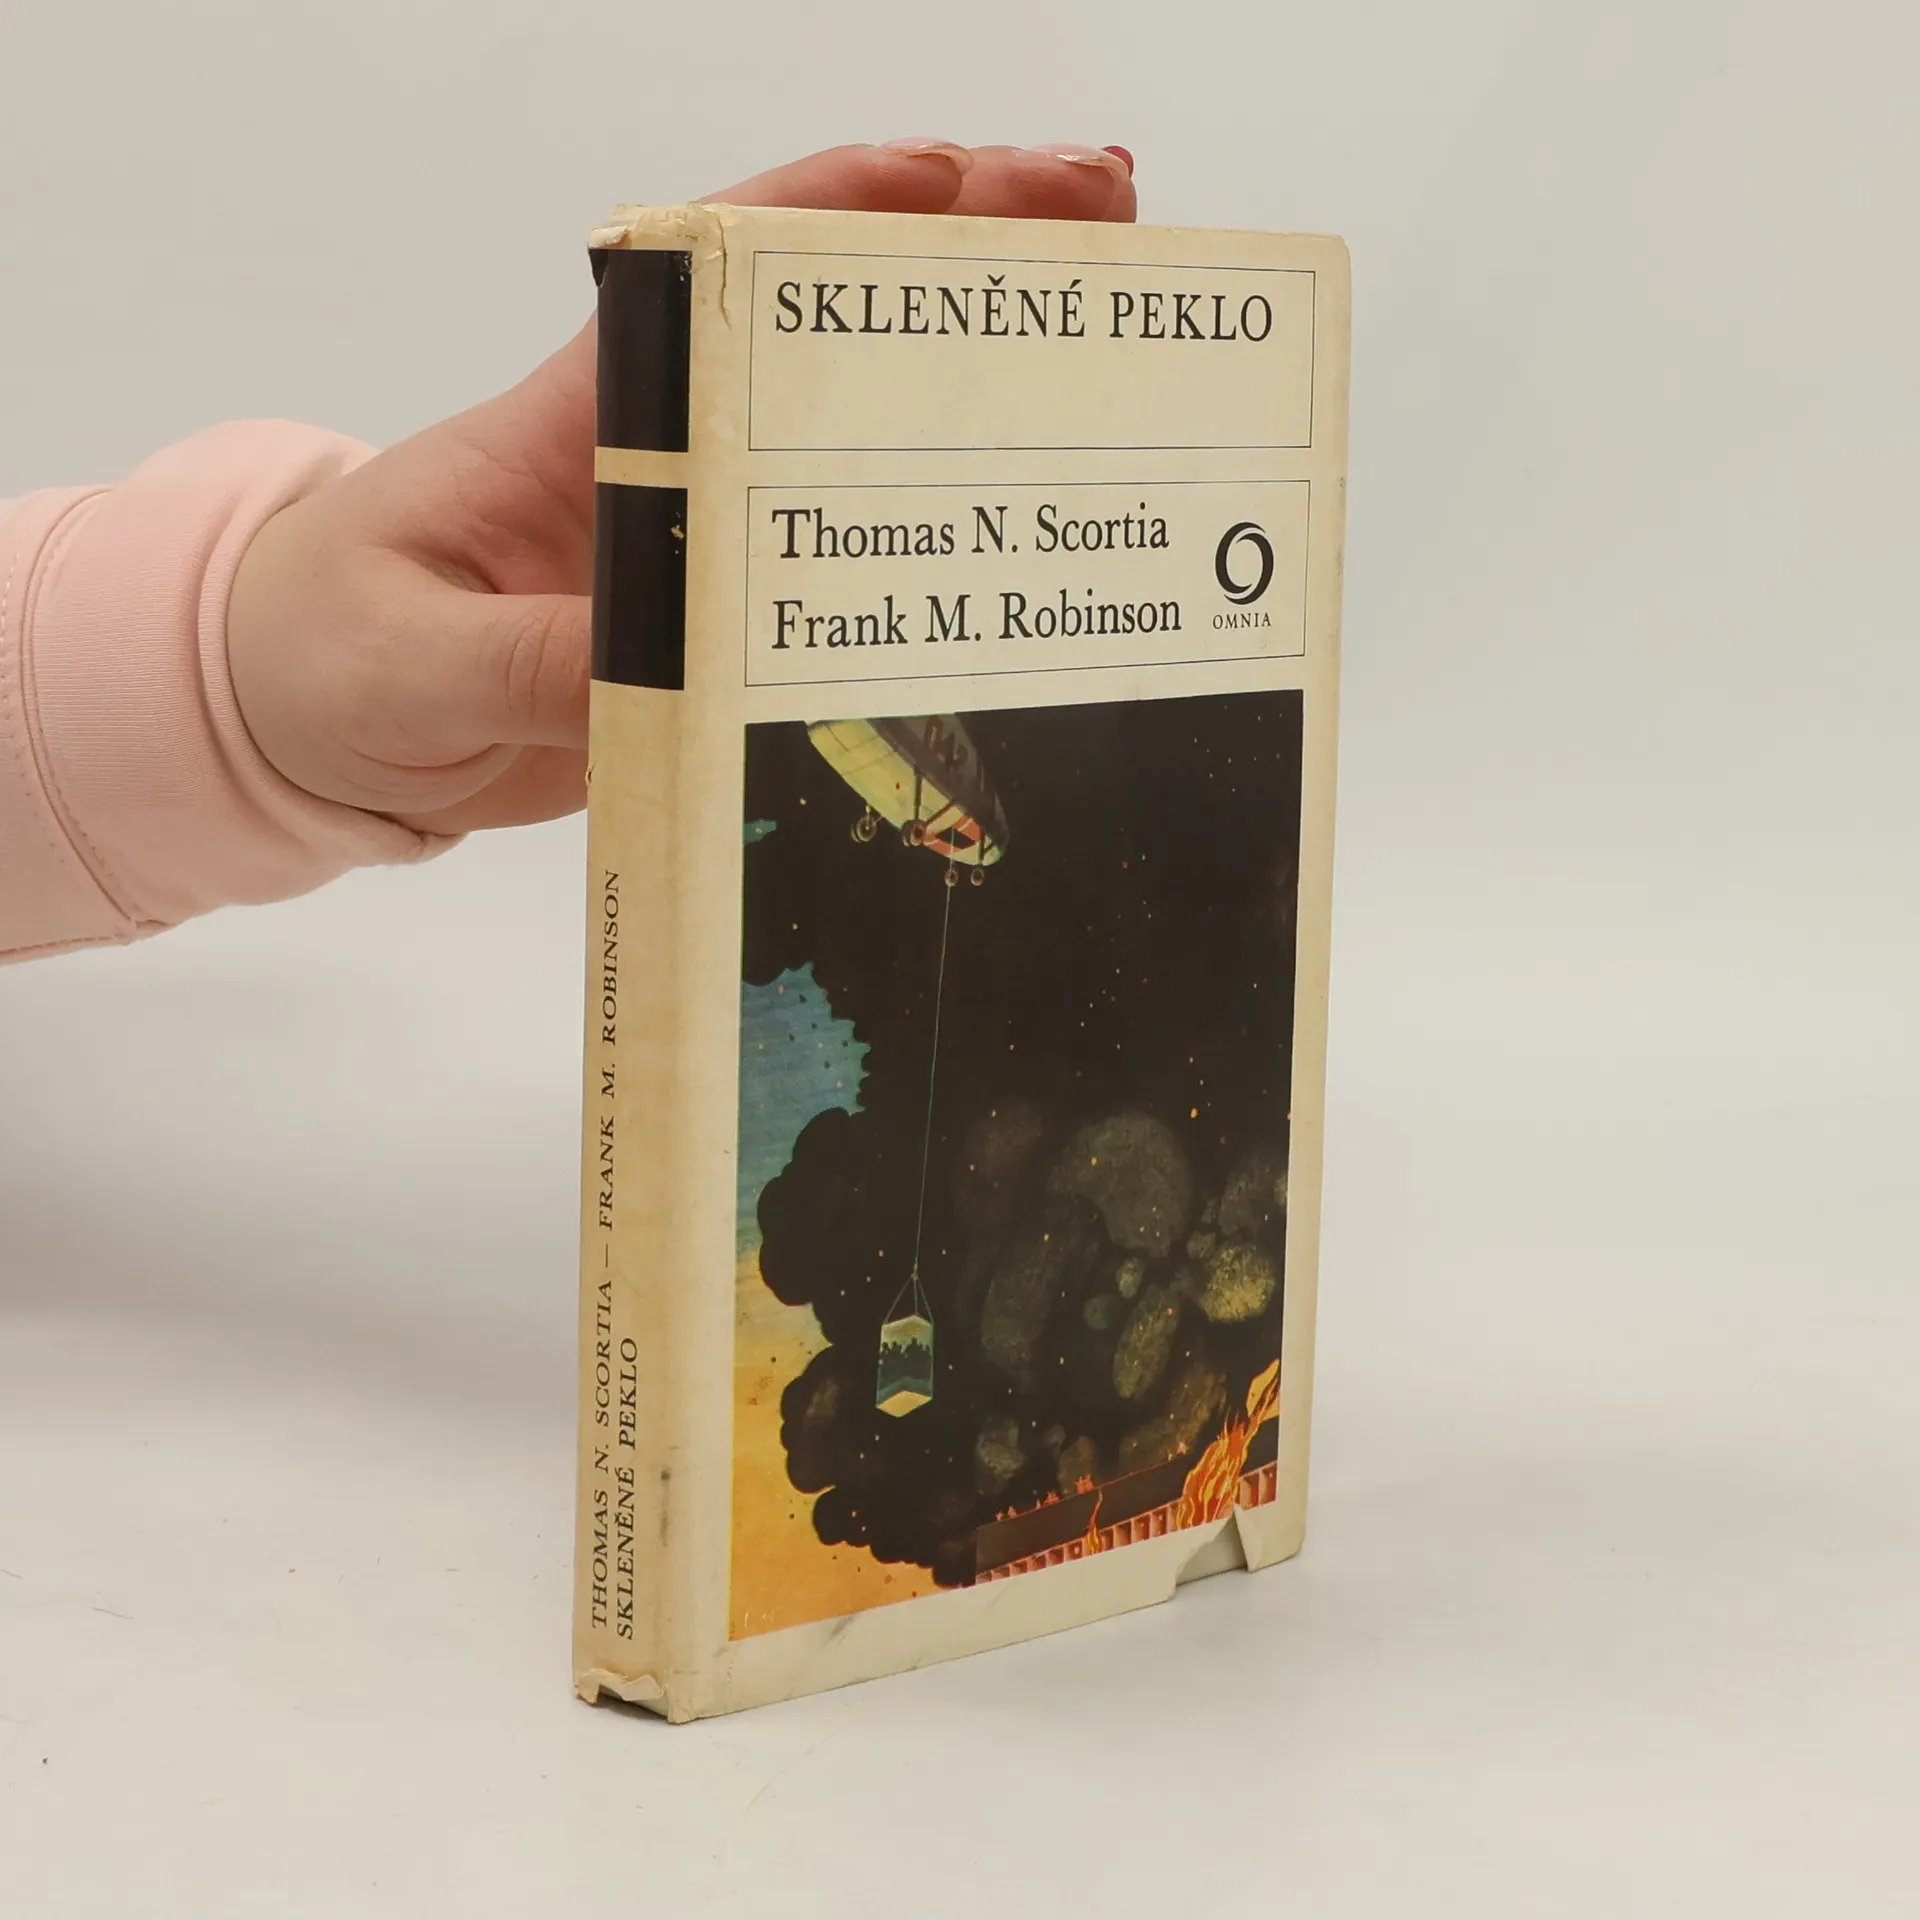 SKLENĚNÉ PEKLO
Thomas N. Scortia
Frank M. Robinson
OMNIA
THOMAS N. SCORTIA — FRANK M. ROBINSON
SKLENĚNÉ PEKLO